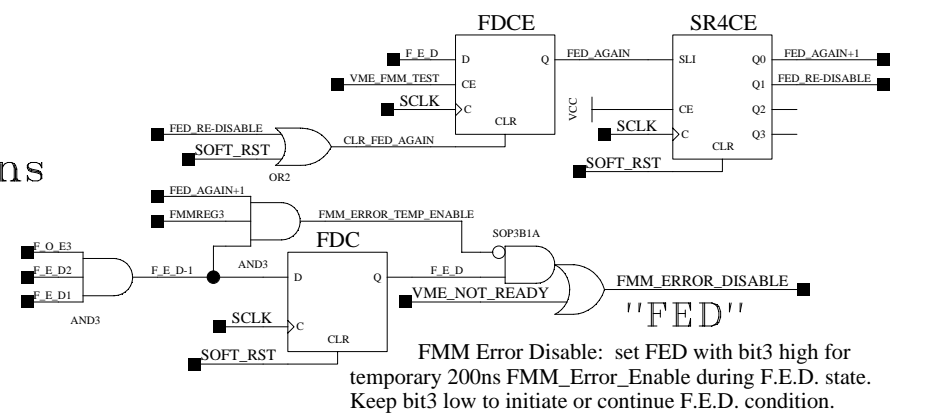 FDCE
SR4CE
F_E_D
D
Q
FED_AGAIN
SLI
Q0
FED_AGAIN+1
VME_FMM_TEST
CE
Q1
FED_RE-DISABLE
SCLK
C
VCC
CE
Q2
CLR
SCLK
C
Q3
CLR
FED_RE-DISABLE
SOFT_RST
CLR_FED_AGAIN
OR2
SOFT_RST
ns
FED_AGAIN+1
FMMREG3
FMM_ERROR_TEMP_ENABLE
FDC
SOP3B1A
F_O_E3
F_E_D2
F_E_D1
F_E_D-1
AND3
AND3
D
Q
F_E_D
VME_NOT_READY
FMM_ERROR_DISABLE
"FED"
SCLK
C
CLR
SOFT_RST
FMM Error Disable: set FED with bit3 high for
temporary 200ns FMM_Error_Enable during F.E.D. state.
Keep bit3 low to initiate or continue F.E.D. condition.